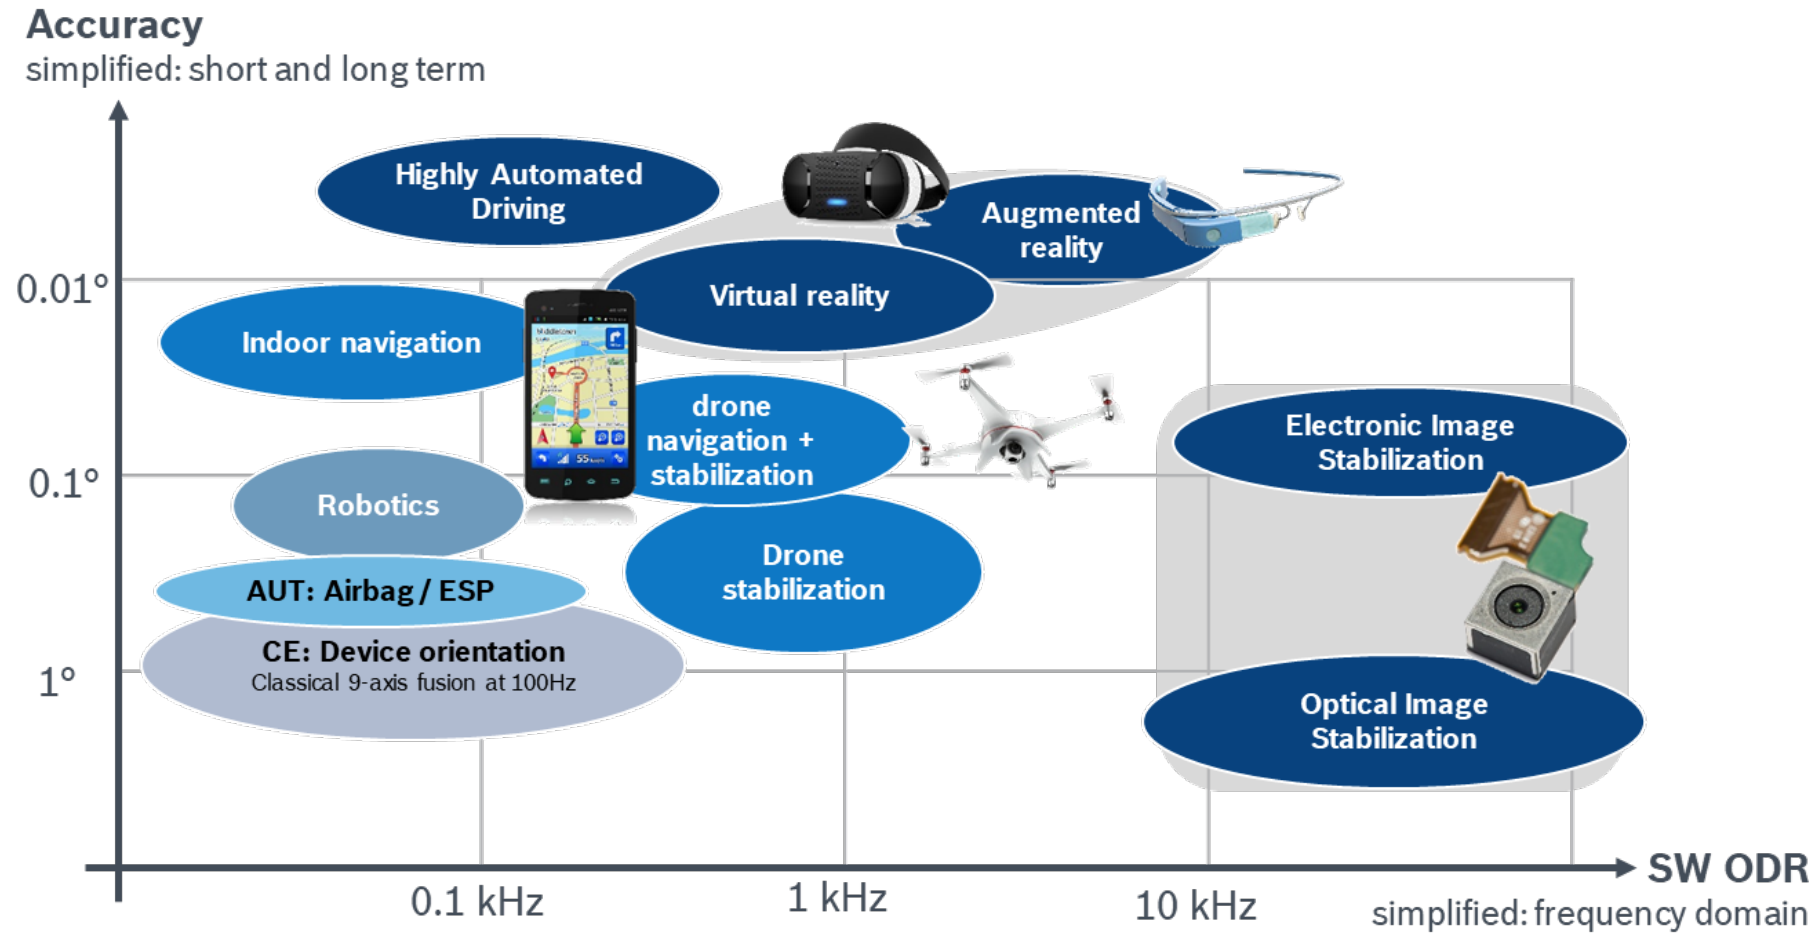 Accuracy
simplified: short and long term
Highly Automated
Driving
Augmented
reality
0.01°
Virtual reality
Indoor navigation
drone
navigation +
stabilization
Electronic Image
Stabilization
0.1°
Robotics
Drone
stabilization
AUT: Airbag / ESP
CE: Device orientation
Classical 9-axis fusion at 100Hz
1°
Optical Image
Stabilization
SW ODR
simplified: frequency domain
0.1 kHz
1 kHz
10 kHz